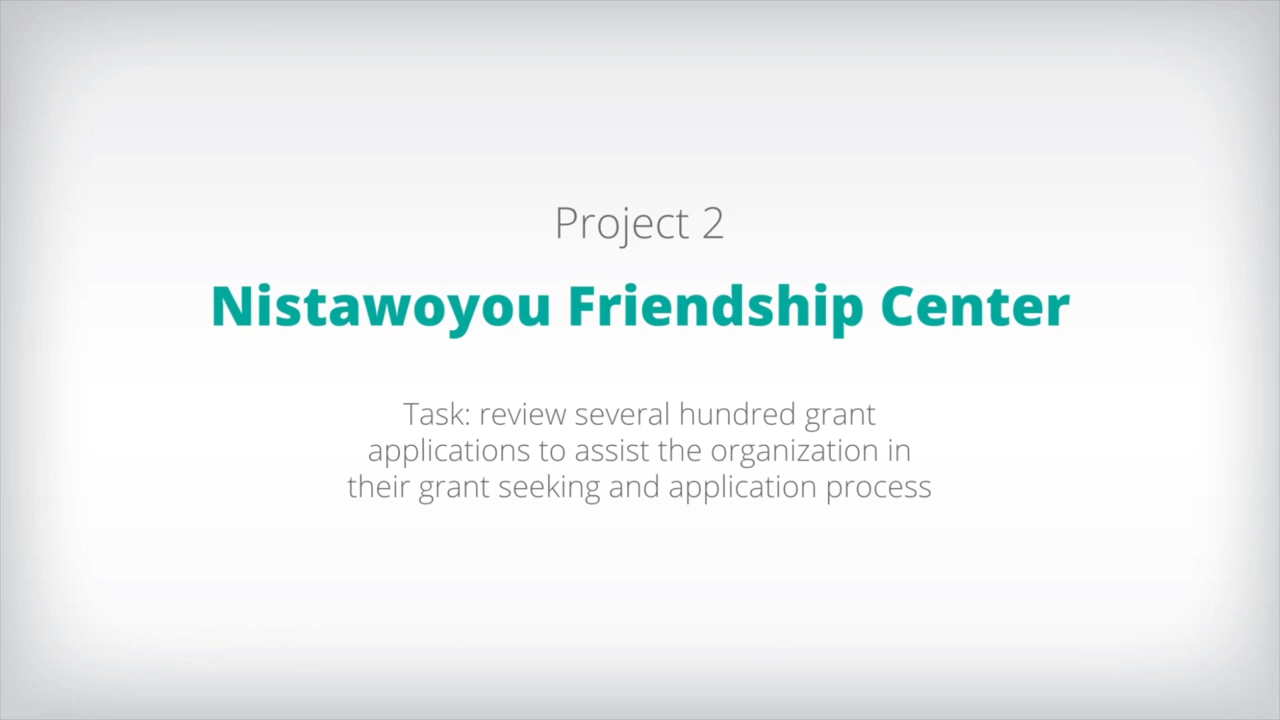 Project 2
Nistawoyou Friendship Center
Task: review several hundred grant
applications to assist the organization in
their grant seeking and application process